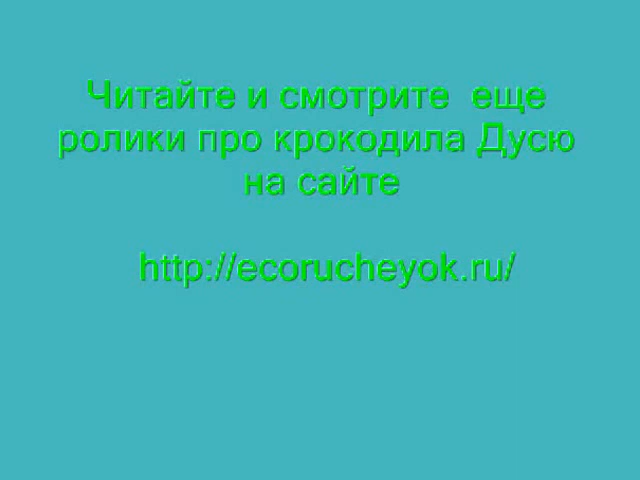 Читайте и смотрите еще
ролики про крокодила Дусю
на сайте
http://ecorucheyok.ru/